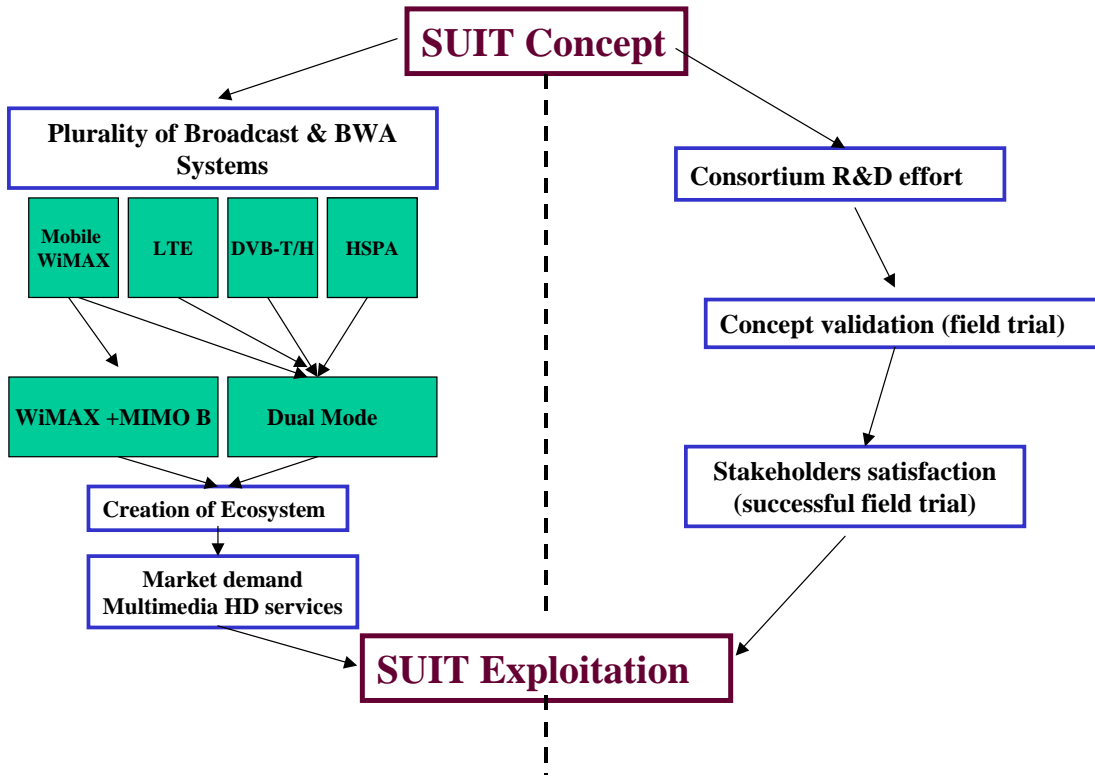 SUIT Concept
Plurality of Broadcast & BWA
Systems
Mobile
WiMAX
LTE
DVB-T/H
HSPA
WiMAX +MIMO B
Dual Mode
Creation of Ecosystem
Market demand
Multimedia HD services
Consortium R&D effort
Concept validation (field trial)
Stakeholders satisfaction
(successful field trial)
SUIT Exploitation